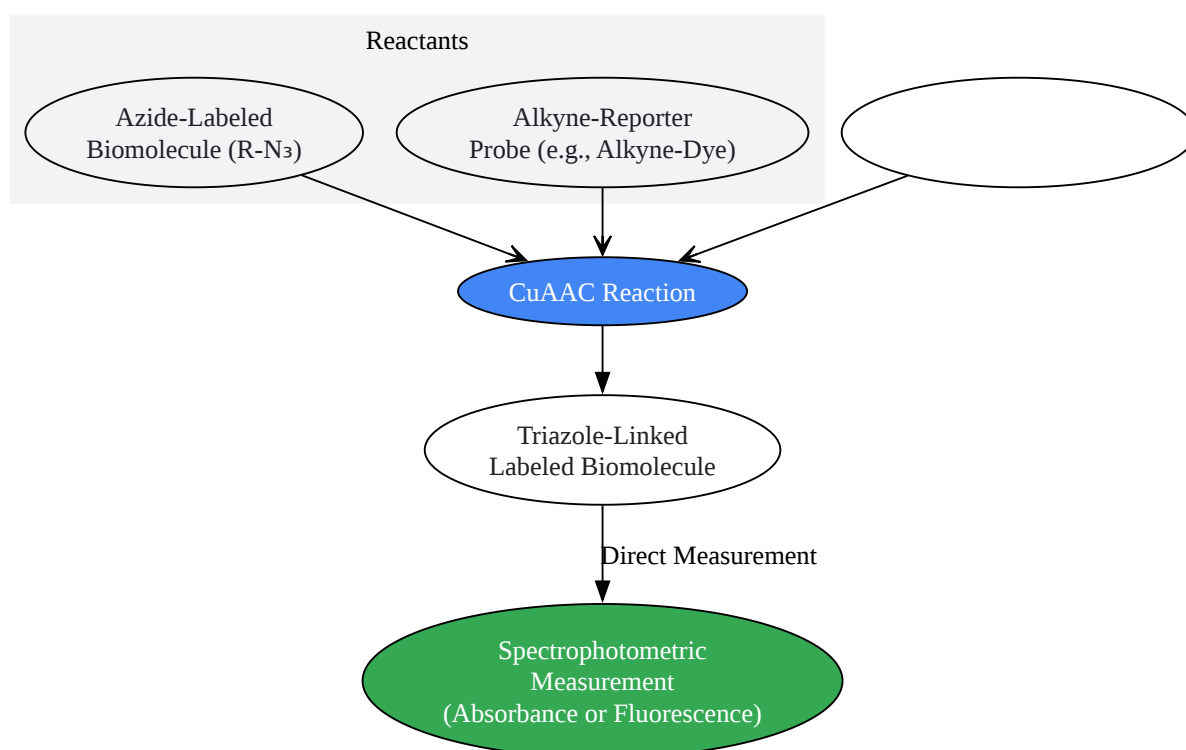 Reactants
Azide-Labeled
Biomolecule (R-N₃)
Alkyne-Reporter
Probe (e.g., Alkyne-Dye)
CuAAC Reaction
Triazole-Linked
Labeled Biomolecule
Direct Measurement
Spectrophotometric
Measurement
(Absorbance or Fluorescence)